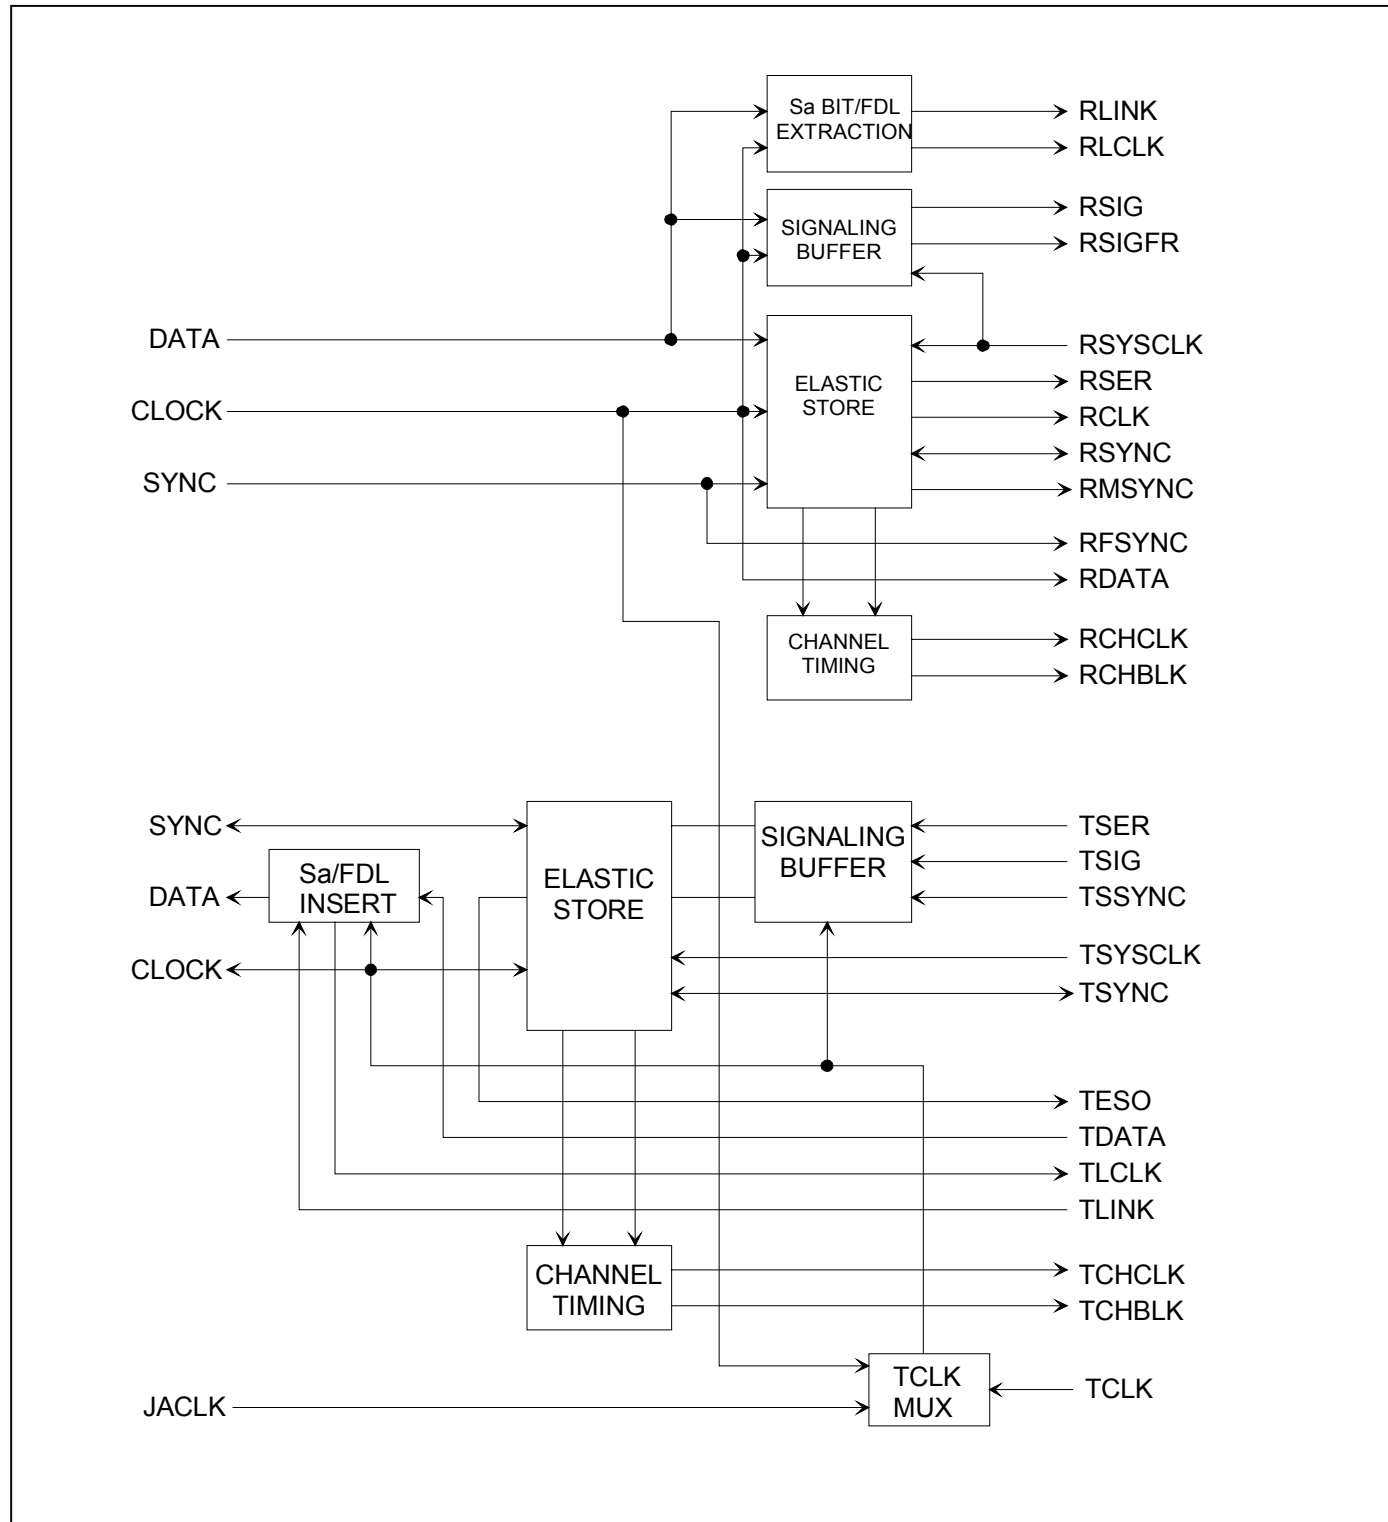 Sa BIT/FDL
EXTRACTION
RLINK
RLCLK
SIGNALING
BUFFER
RSIG
RSIGFR
DATA
CLOCK
SYNC
ELASTIC
STORE
RSYSCLK
RSER
RCLK
RSYNC
RMSYNC
RFSYNC
RDATA
CHANNEL
TIMING
RCHCLK
RCHBLK
SYNC
DATA
CLOCK
Sa/FDL
INSERT
ELASTIC
STORE
SIGNALING
BUFFER
TSER
TSIG
TSSYNC
TSYSCLK
TSYNC
TESO
TDATA
TLCLK
TLINK
CHANNEL
TIMING
TCHCLK
TCHBLK
JACLK
TCLK
MUX
TCLK